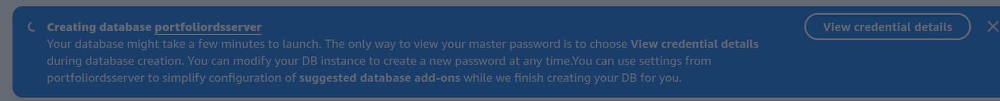 Creating database portfoliordsserver
View credential details
Your database might take a few minutes to launch. The only way to view your master password is to choose View credential details
during database creation. You can modify your DB instance to create a new password at any time.You can use settings from
portfoliordsserver to simplify configuration of suggested database add-ons while we finish creating your DB for you.